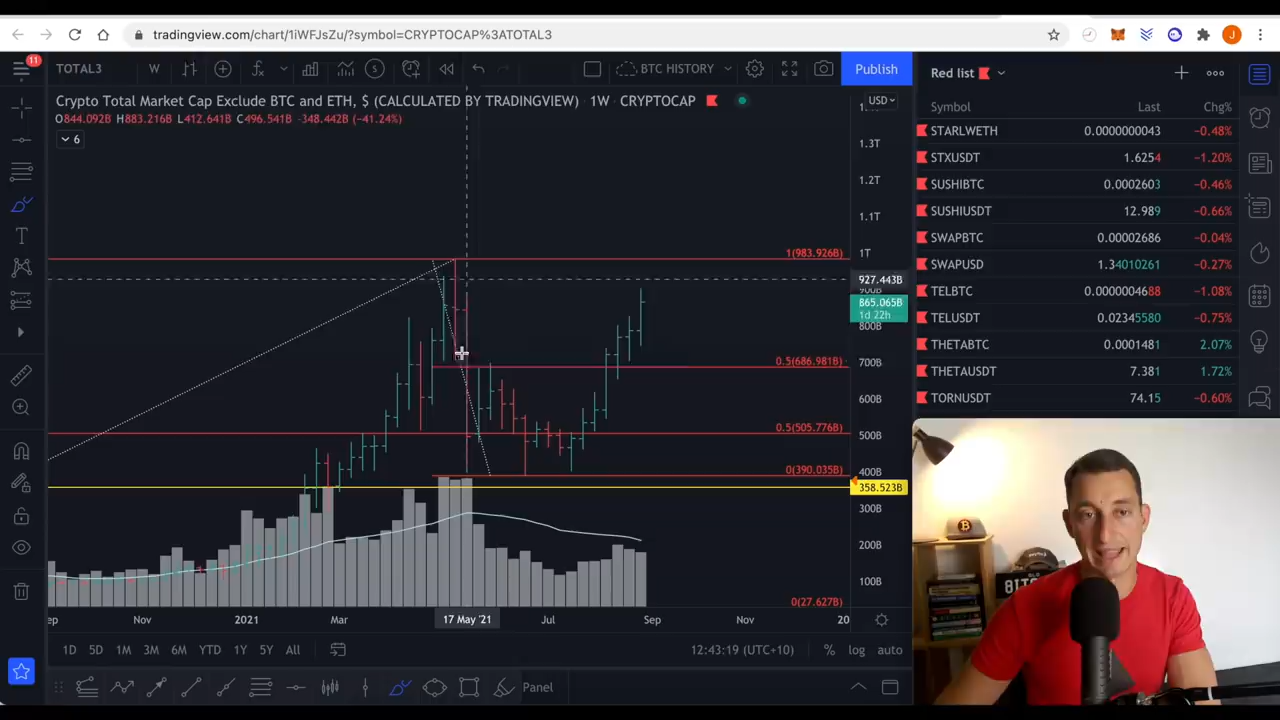 tradingview.com/chart/1iWFJsZu/?symbol=CRYPTOCAP%3ATOTAL3
J
11
TOTAL3 W BTC HISTORY Publish
Crypto Total Market Cap Exclude BTC and ETH, $ (CALCULATED BY TRADINGVIEW) · 1W · CRYPTOCAP
USD
O844.092B H883.216B L412.641B C496.541B -348.442B (-41.24%)
6
1.3T
1.2T
1.1T
1(983.926B) 1T
927.443B
900B
865.065B
1d 22h
800B
0.5(686.981B) 700B
600B
0.5(505.776B) 500B
0(390.035B) 400B
358.523B
300B
200B
100B
0(27.627B)
Nov 2021 Mar 17 May '21 Jul Sep Nov 20
1D 5D 1M 3M 6M YTD 1Y 5Y All 12:43:19 (UTC+10) % log auto
Panel
Red list
Symbol Last Chg%
STARLWETH 0.0000000043 −0.48%
STXUSDT 1.6254 −1.20%
SUSHIBTC 0.0002603 −0.46%
SUSHIUSDT 12.989 −0.66%
SWAPBTC 0.00002686 −0.04%
SWAPUSD 1.34010261 −0.27%
TELBTC 0.00000004688 −1.08%
TELUSDT 0.02345580 −0.75%
THETABTC 0.0001481 2.07%
THETAUSDT 7.381 1.72%
TORNUSDT 74.15 −0.60%